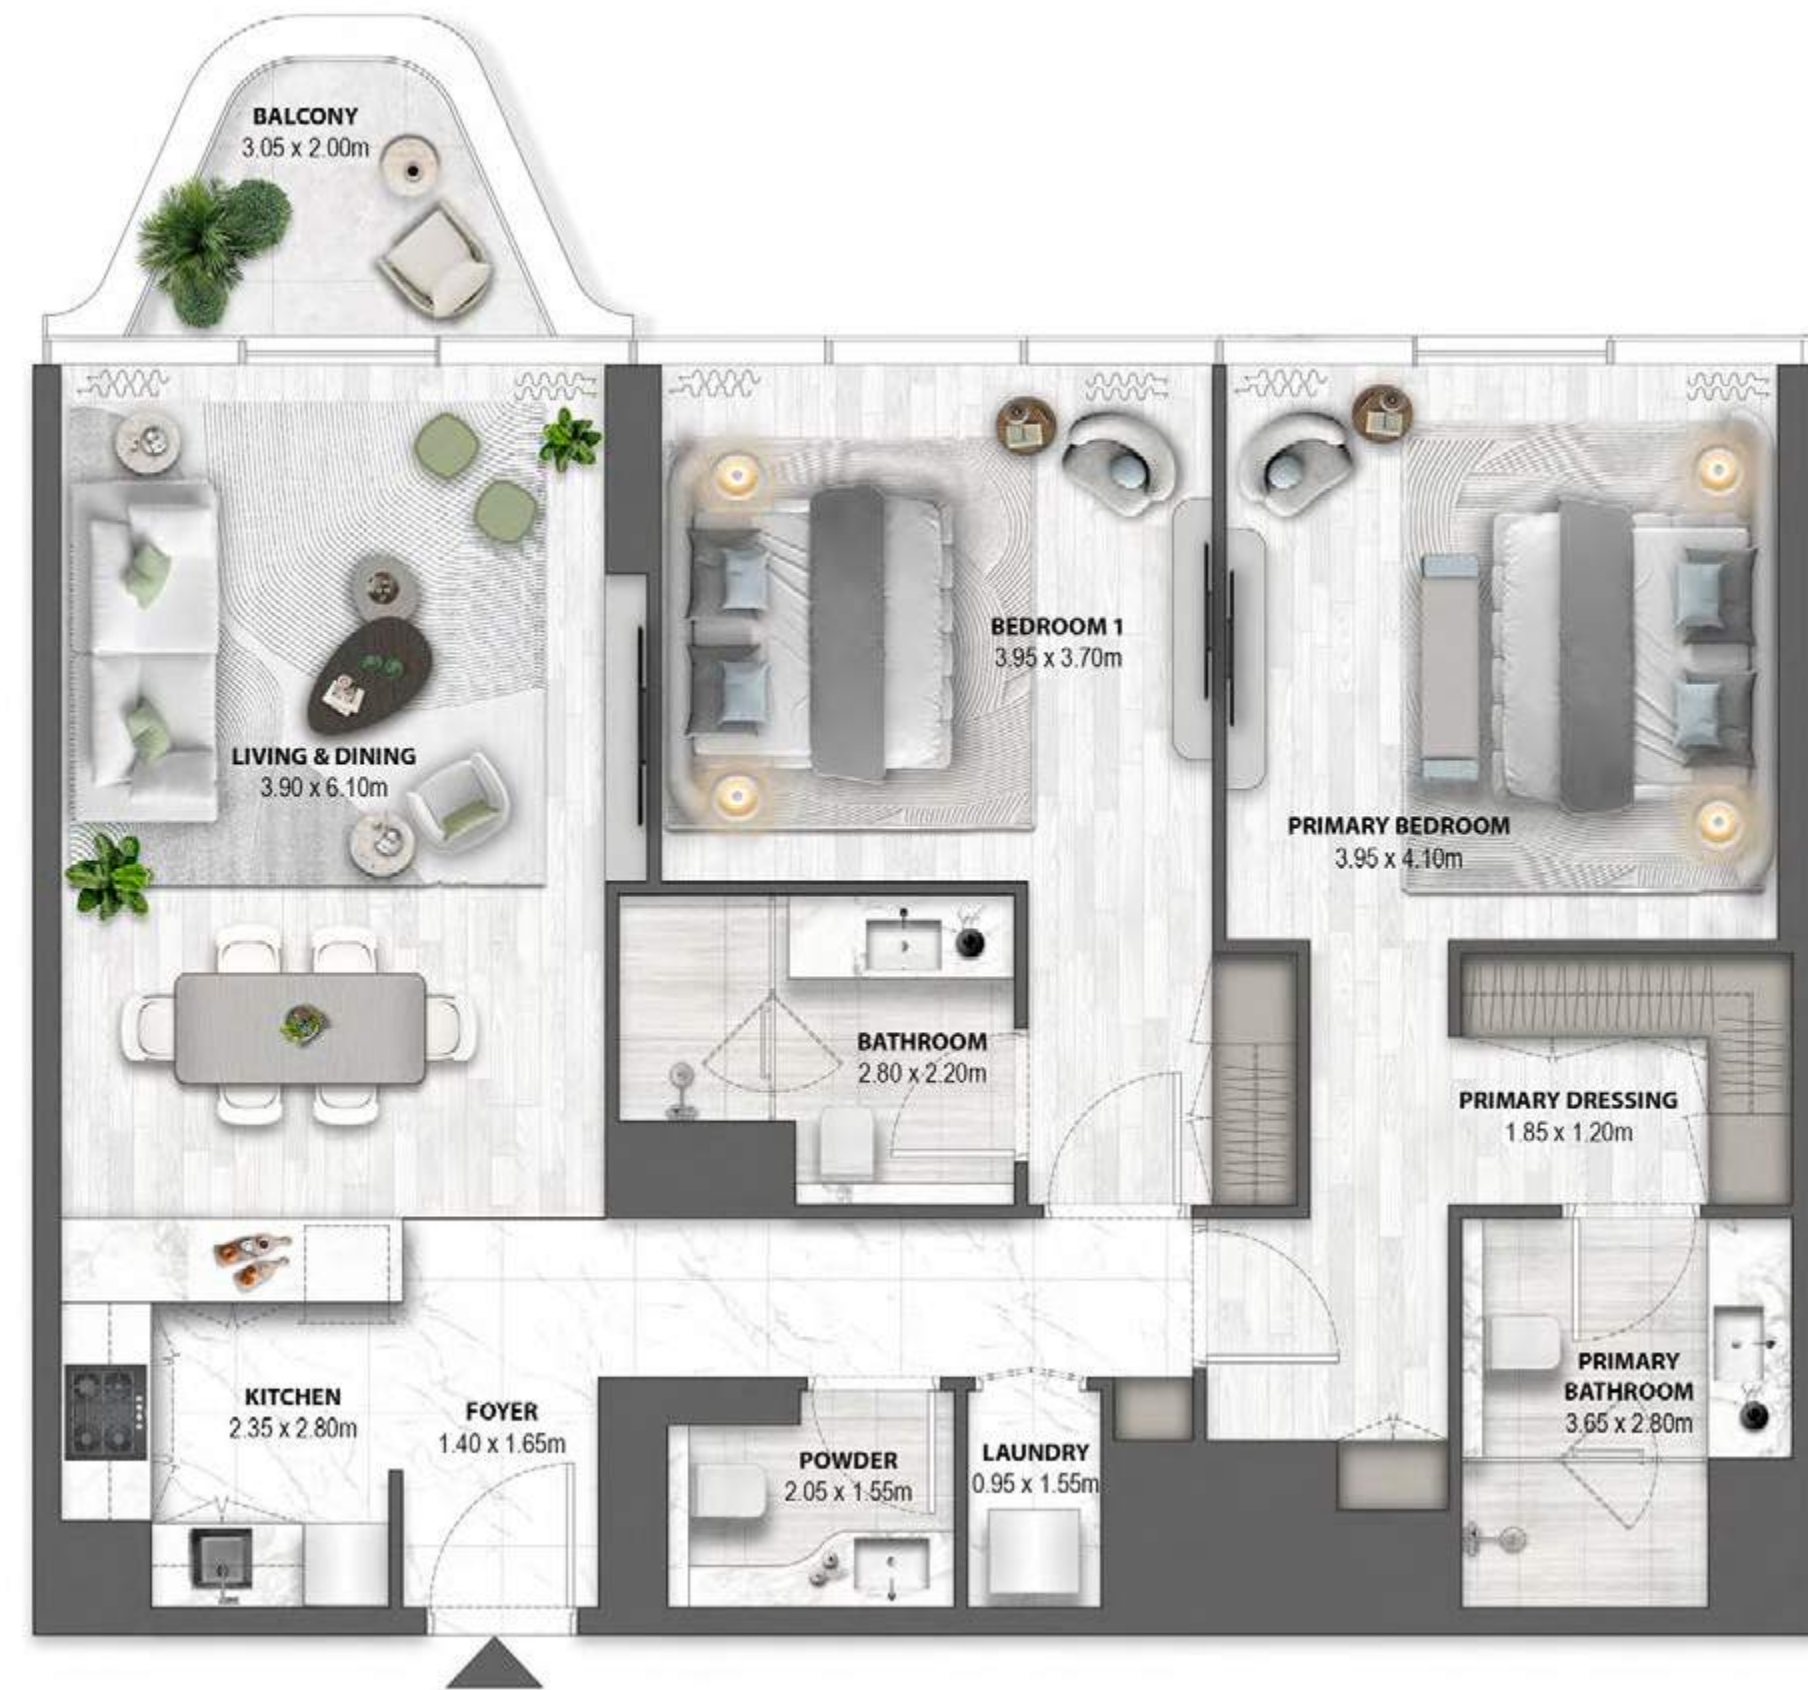 BALCONY
3.05 x 2.00m
BEDROOM 1
3.95 x 3.70m
LIVING & DINING
3.90 x 6.10m
PRIMARY BEDROOM
3.95 x 4.10m
BATHROOM
2.80 x 2.20m
PRIMARY DRESSING
1.85 x 1.20m
KITCHEN
2.35 x 2.80m
FOYER
1.40 x 1.65m
POWDER
2.05 x 1.55m
LAUNDRY
0.95 x 1.55m
PRIMARY
BATHROOM
3.65 x 2.80m